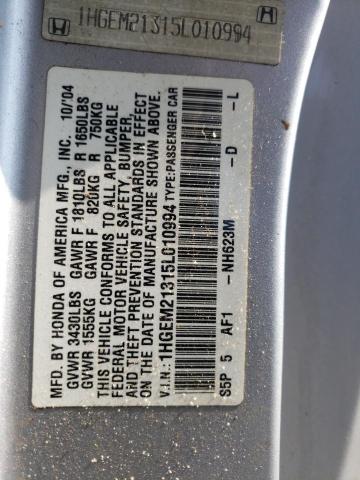 1HGEM21315L010994
MFD. BY HONDA OF AMERICA MFG., INC. 10/'04
GVWR 3430LBS GAWR F 1810LBS R 1650LBS
GVWR 1555KG GAWR F 820KG R 750KG
THIS VEHICLE CONFORMS TO ALL APPLICABLE
FEDERAL MOTOR VEHICLE SAFETY, BUMPER,
AND THEFT PREVENTION STANDARDS IN EFFECT
ON THE DATE OF MANUFACTURE SHOWN ABOVE.
V.I.N.: 1HGEM21315L010994 TYPE:PASSENGER CAR
S5P 5 AF1 -NH623M -D -L